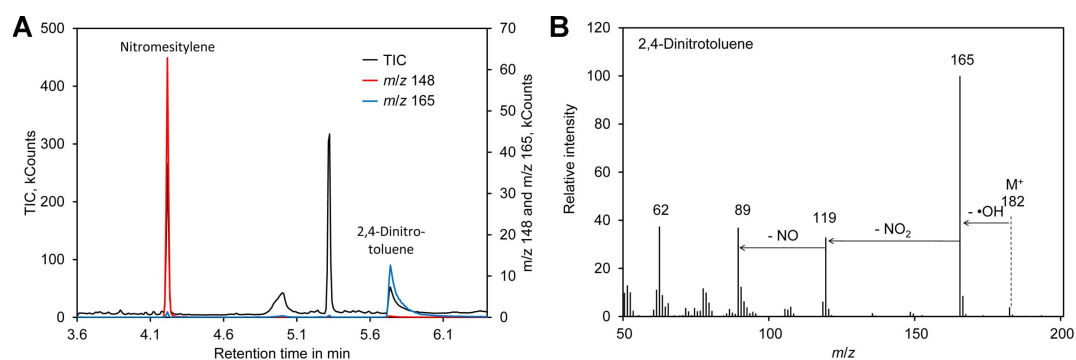 A
500
400
300
200
100
0
TIC, kCounts
3.6
4.1
4.6
5.1
5.6
6.1
Retention time in min
70
60
50
40
30
20
10
0
m/z 148 and m/z 165, kCounts
Nitromesitylene
TIC
m/z 148
m/z 165
2,4-Dinitro-
toluene
B
120
100
80
60
40
20
0
Relative intensity
50
100
150
200
m/z
2,4-Dinitrotoluene
165
M⁺
182
- •OH
62
89
119
- NO
- NO₂